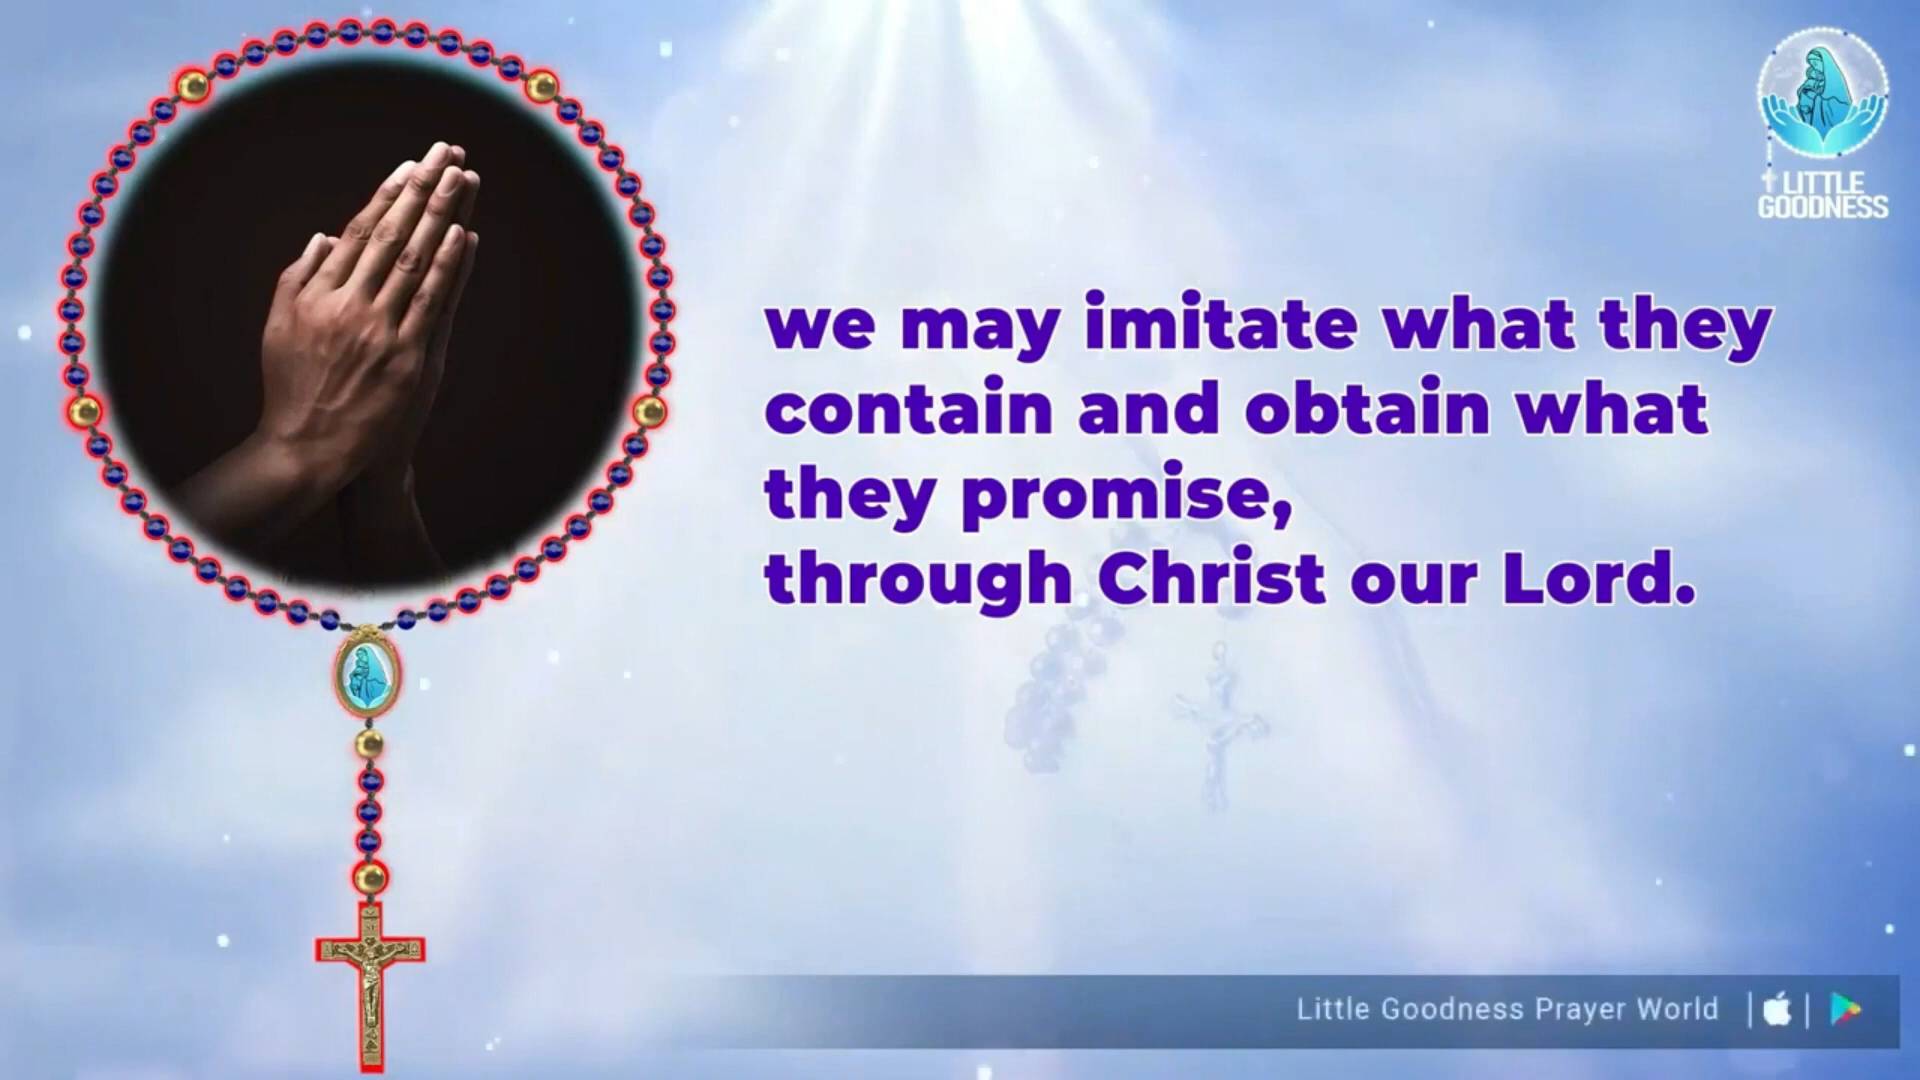 LITTLE
GOODNESS
we may imitate what they
contain and obtain what
they promise,
through Christ our Lord.
Little Goodness Prayer World